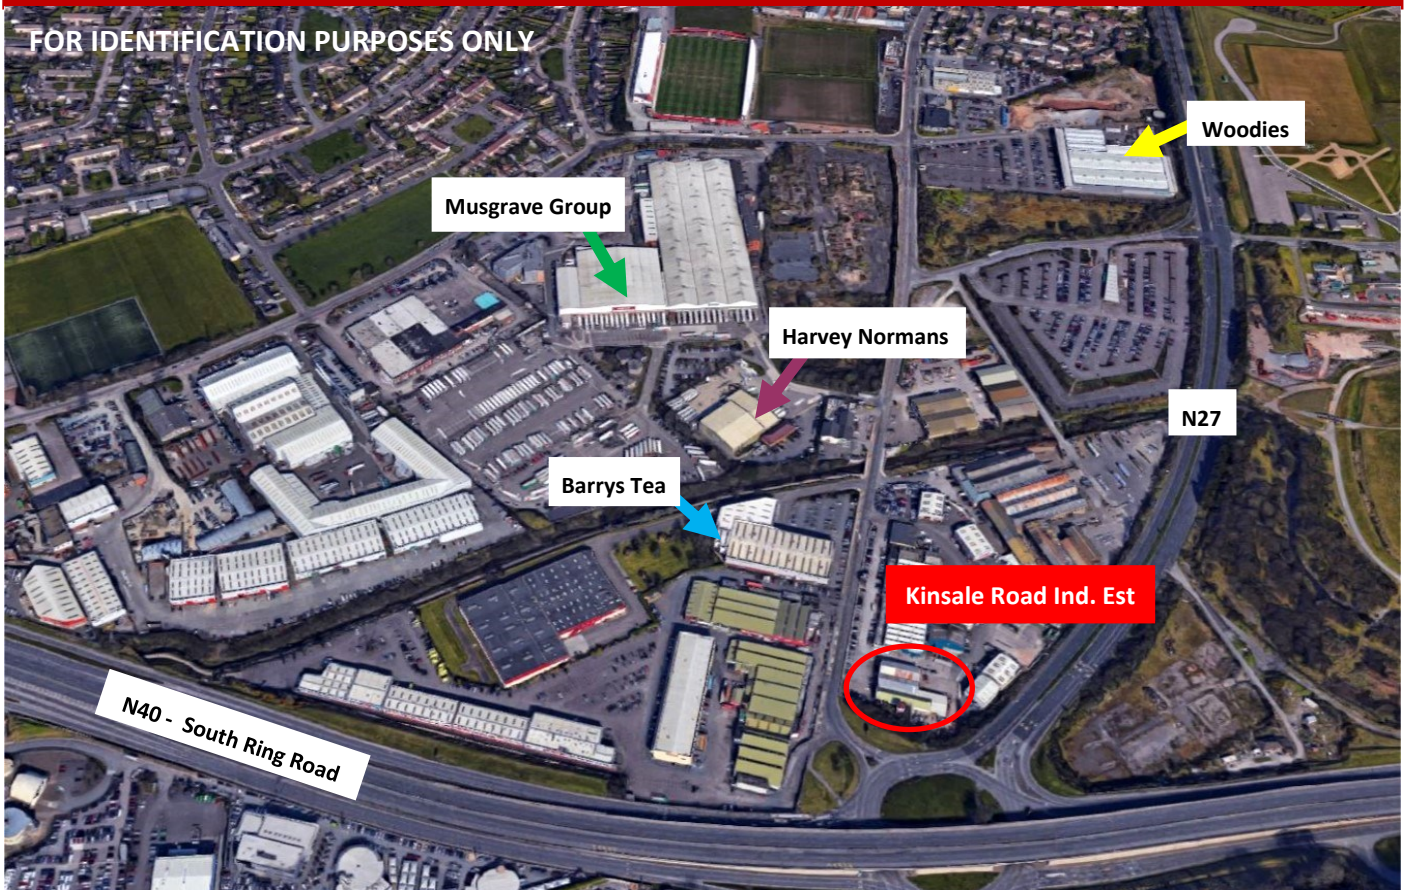 FOR IDENTIFICATION PURPOSES ONLY
Woodies
Musgrave Group
Harvey Normans
N27
Barrys Tea
Kinsale Road Ind. Est
N40 - South Ring Road